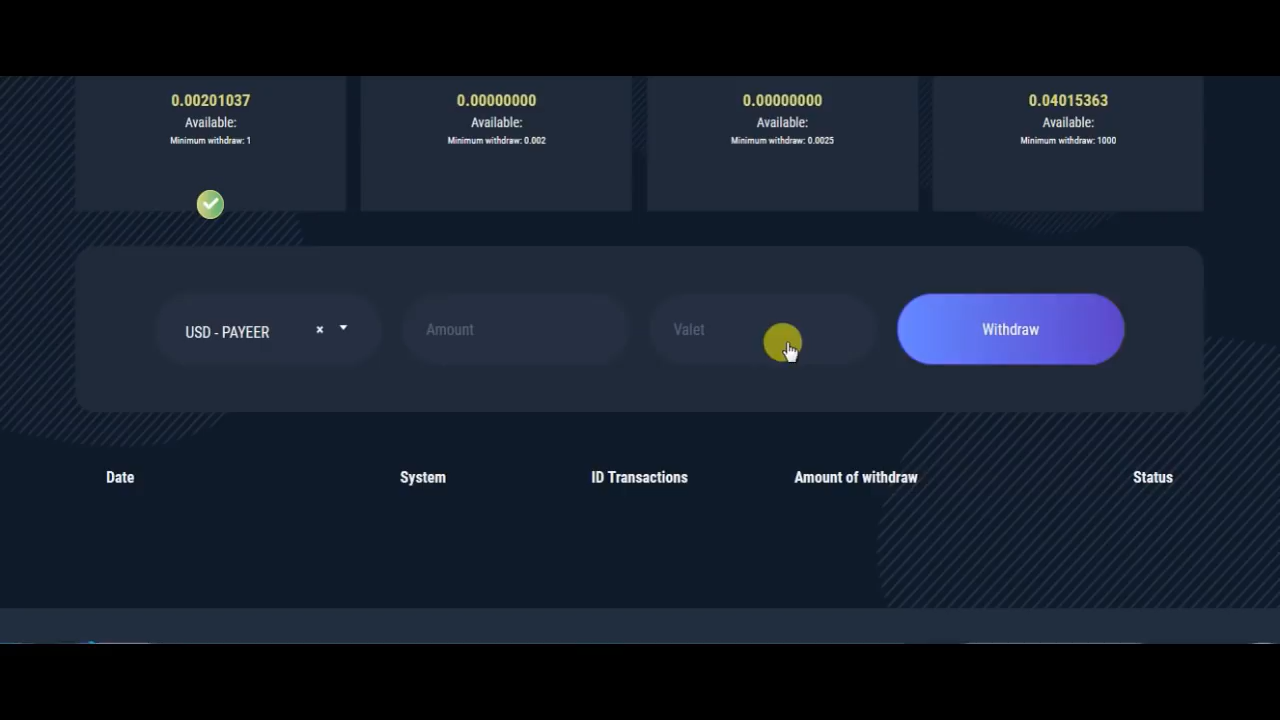 0.00201037
Available:
Minimum withdraw: 1
0.00000000
Available:
Minimum withdraw: 0.002
0.00000000
Available:
Minimum withdraw: 0.0025
0.04015363
Available:
Minimum withdraw: 1000
USD - PAYEER × 
Amount
Valet
Withdraw
Date System ID Transactions Amount of withdraw Status